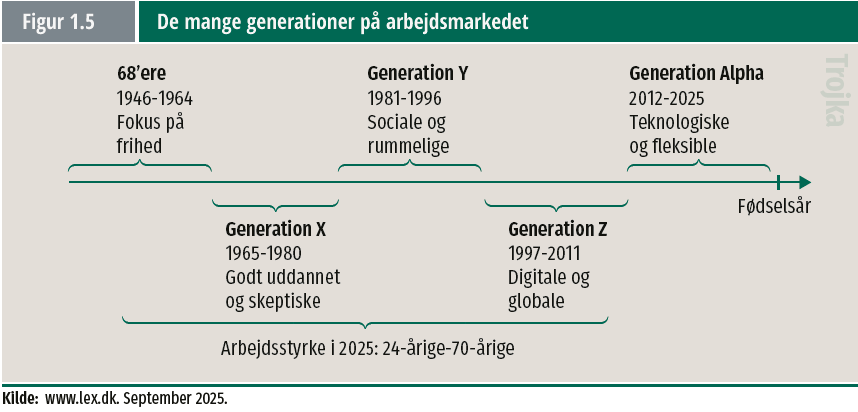 Figur 1.5
De mange generationer på arbejdsmarkedet
Trojka
68’ere
1946-1964
Fokus på
frihed
Generation Y
1981-1996
Sociale og
rummelige
Generation Alpha
2012-2025
Teknologiske
og fleksible
Fødselsår
Generation X
1965-1980
Godt uddannet
og skeptiske
Generation Z
1997-2011
Digitale og
globale
Arbejdsstyrke i 2025: 24-årige-70-årige
Kilde: www.lex.dk. September 2025.